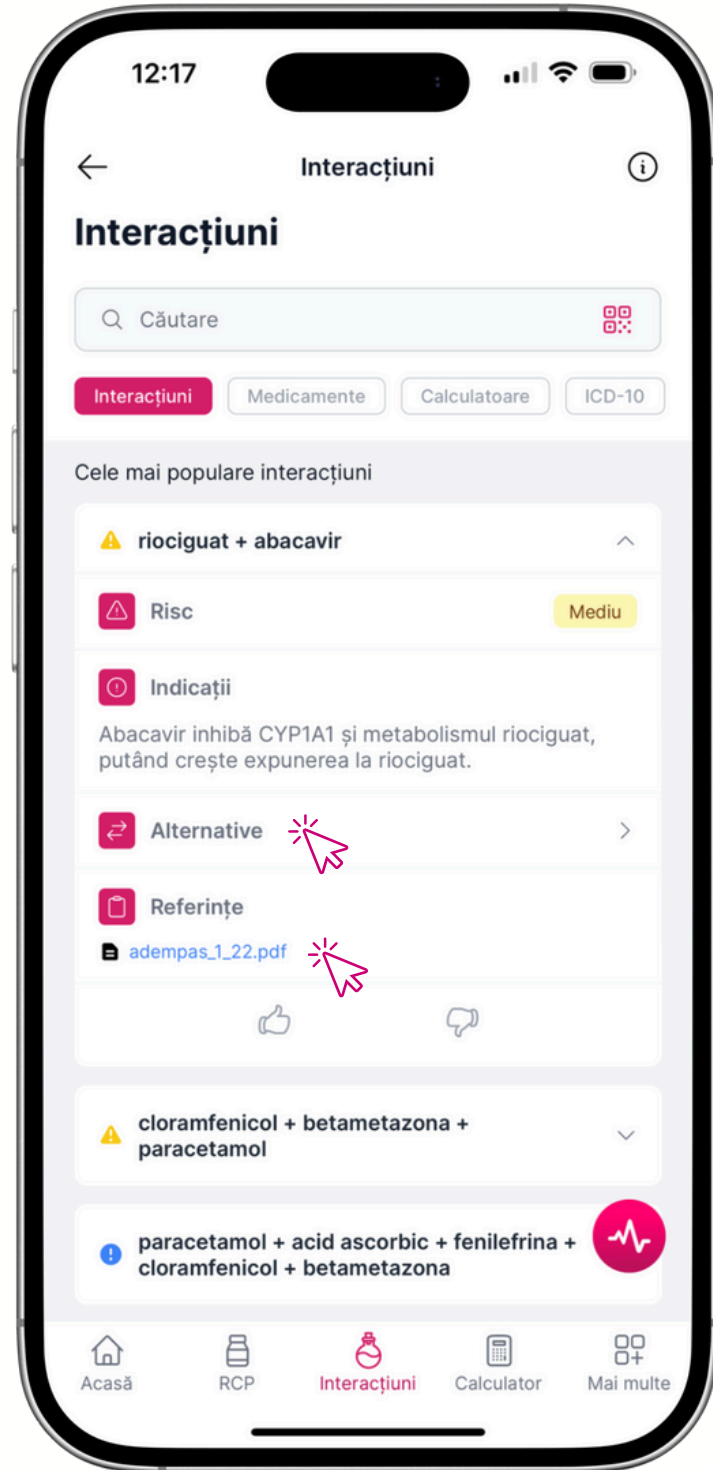 12:17
Interacțiuni
Interacțiuni
Căutare
Interacțiuni
Medicamente
Calculatoare
ICD-10
Cele mai populare interacțiuni
riociguat + abacavir
Risc
Mediu
Indicații
Abacavir inhibă CYP1A1 și metabolismul riociguat,
putând crește expunerea la riociguat.
Alternative
Referințe
adempas_1_22.pdf
cloramfenicol + betametazona +
paracetamol
paracetamol + acid ascorbic + fenilefrina +
cloramfenicol + betametazona
Acasă
RCP
Interacțiuni
Calculator
Mai multe